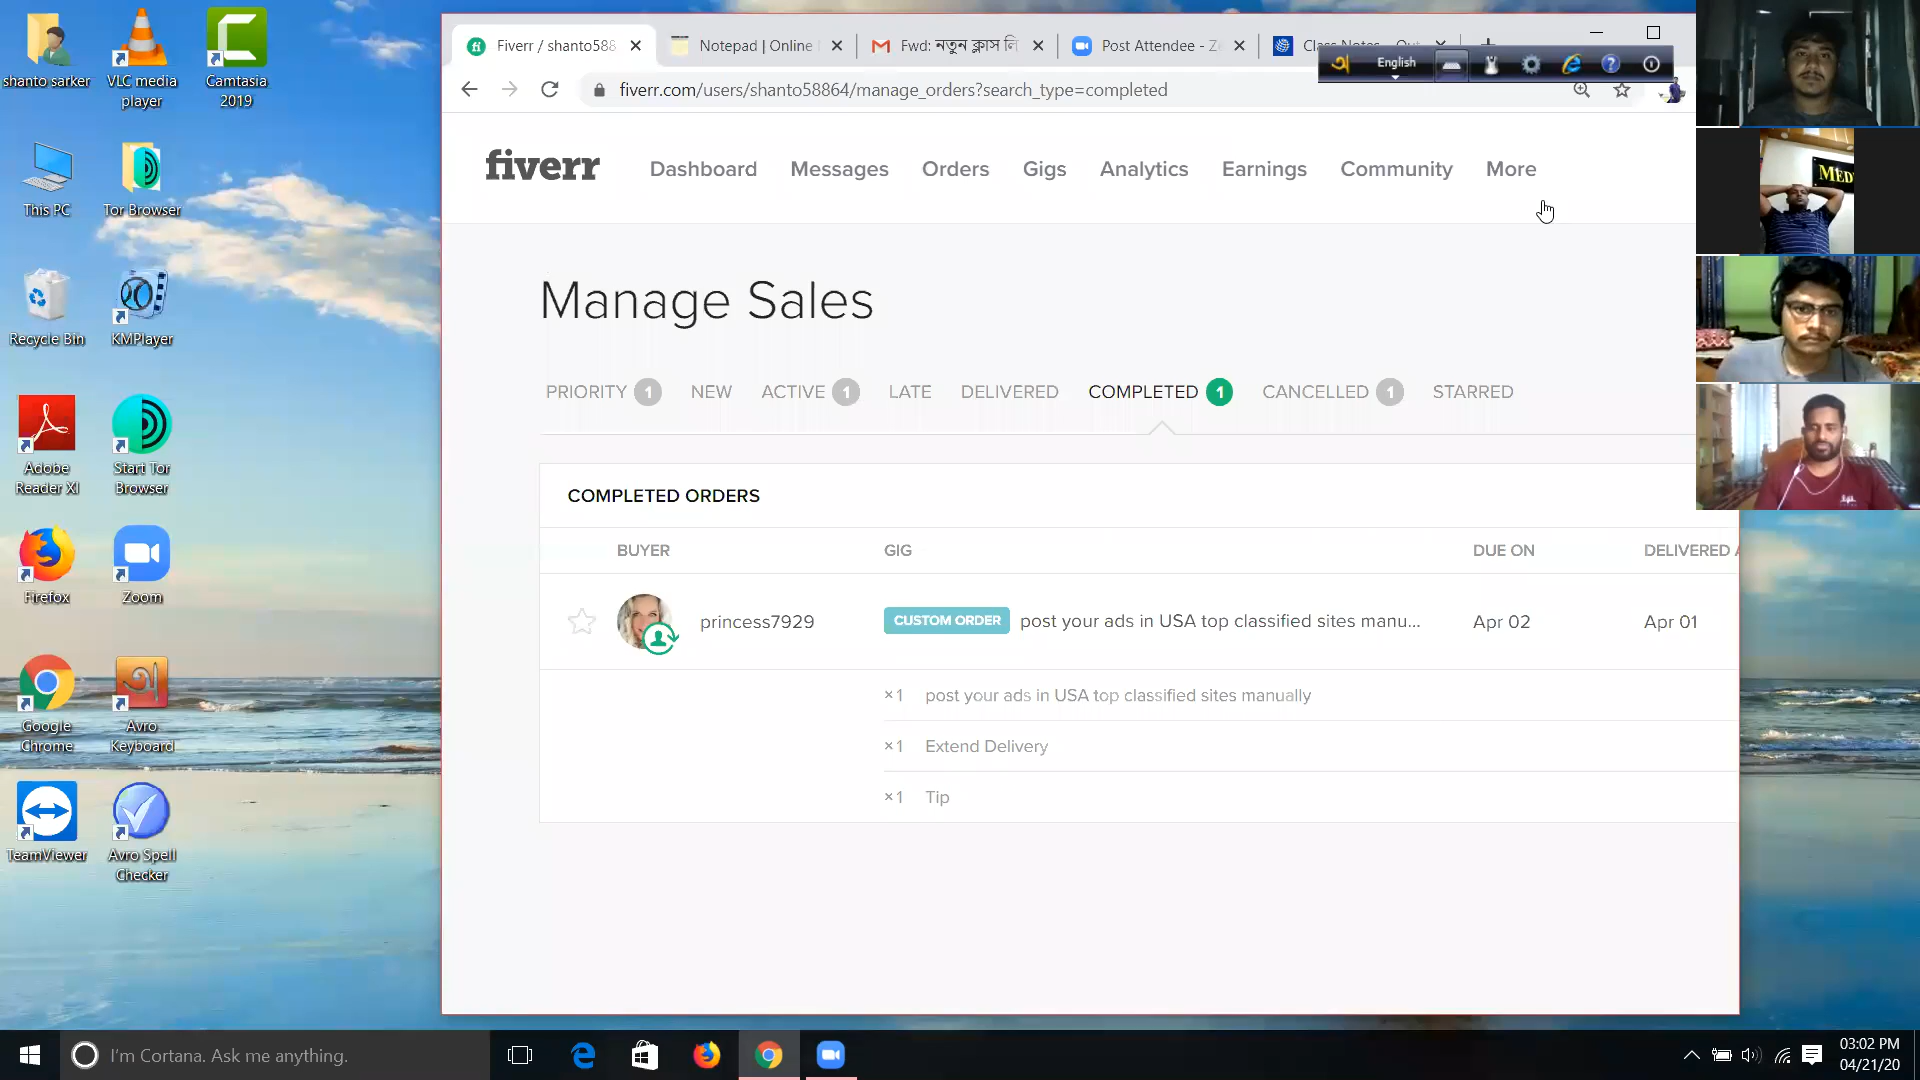 shanto sarker
VLC media player
Camtasia 2019
This PC
Tor Browser
Recycle Bin
KMPlayer
Adobe Reader XI
Start Tor Browser
Firefox
Zoom
Google Chrome
Avro Keyboard
TeamViewer
Avro Spell Checker
Fiverr / shanto588
Notepad | Online
Fwd: নতুন ক্লাস লি
Post Attendee - Ze
Class Notes - Out
English
fiverr.com/users/shanto58864/manage_orders?search_type=completed
fiverr Dashboard Messages Orders Gigs Analytics Earnings Community More
Manage Sales
PRIORITY 1 NEW ACTIVE 1 LATE DELIVERED COMPLETED 1 CANCELLED 1 STARRED
COMPLETED ORDERS
BUYER GIG DUE ON DELIVERED A
princess7929 CUSTOM ORDER post your ads in USA top classified sites manu... Apr 02 Apr 01
×1 post your ads in USA top classified sites manually
×1 Extend Delivery
×1 Tip
MED
I'm Cortana. Ask me anything.
03:02 PM
04/21/20